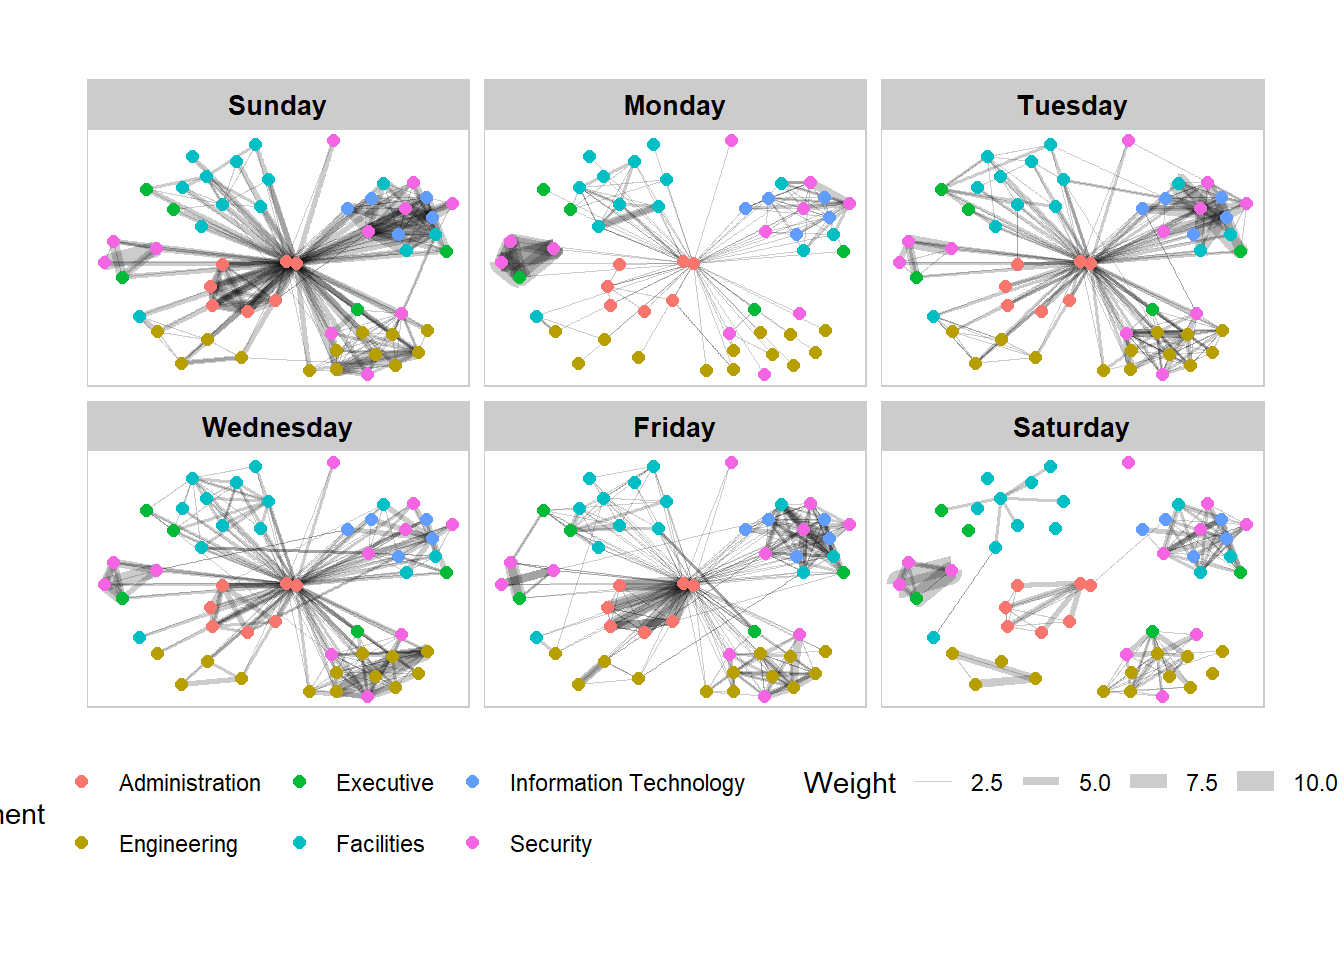 Sunday Monday Tuesday
Wednesday Friday Saturday
Administration Executive Information Technology Weight 2.5 5.0 7.5 10.0
Engineering Facilities Security